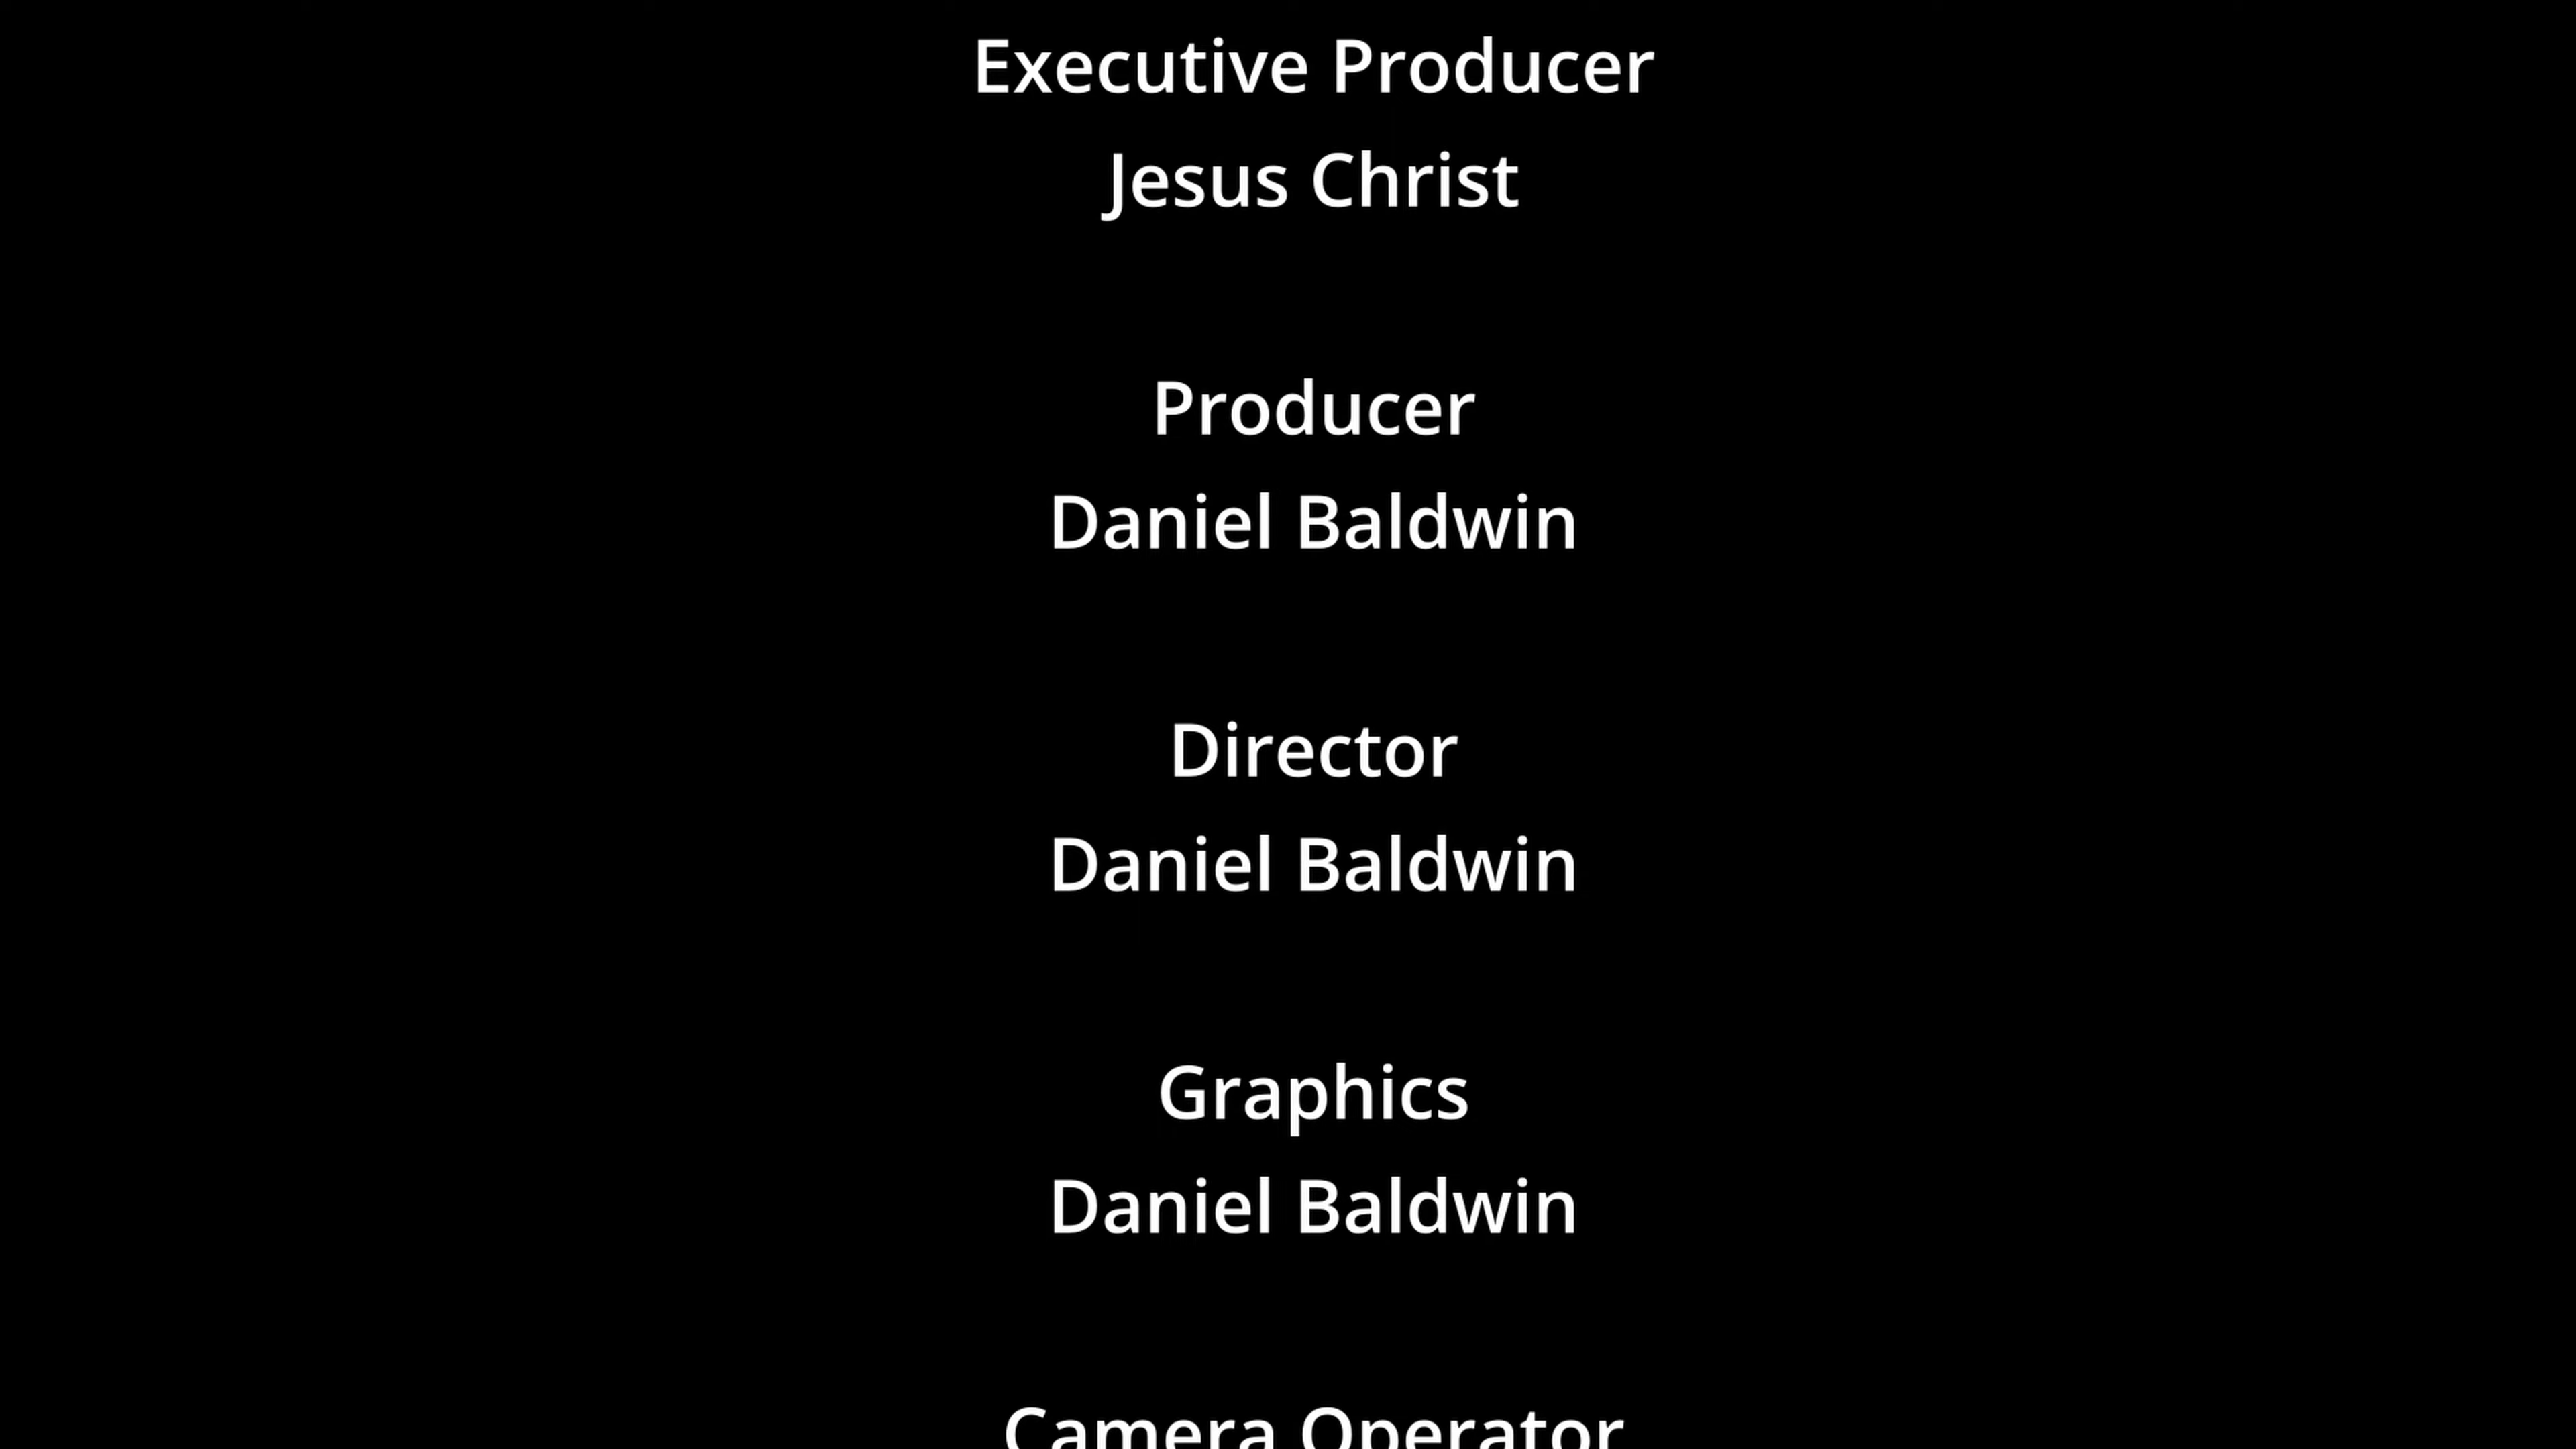 Executive Producer
Jesus Christ
Producer
Daniel Baldwin
Director
Daniel Baldwin
Graphics
Daniel Baldwin
Camera Operator